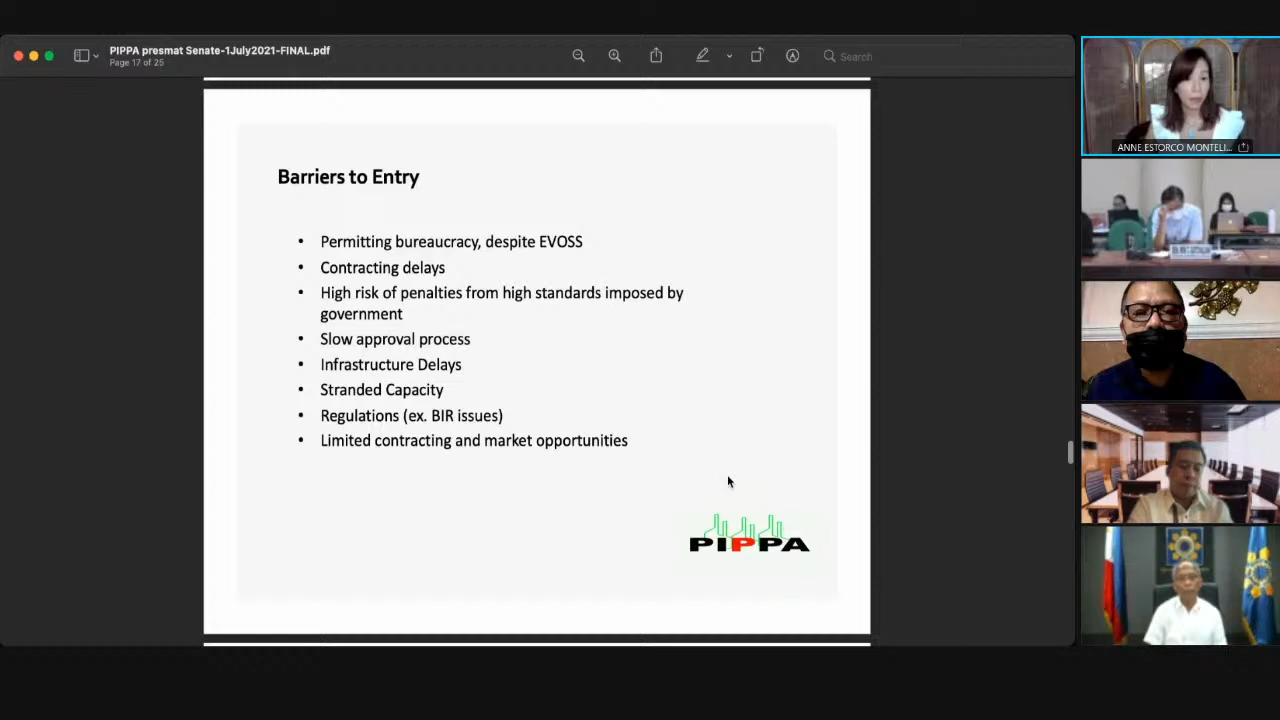 PIPPA presmat Senate-1July2021-FINAL.pdf
Page 17 of 25
Search
Barriers to Entry
• Permitting bureaucracy, despite EVOSS
• Contracting delays
• High risk of penalties from high standards imposed by
government
• Slow approval process
• Infrastructure Delays
• Stranded Capacity
• Regulations (ex. BIR issues)
• Limited contracting and market opportunities
PIPPA
ANNE ESTORCO MONTELI...